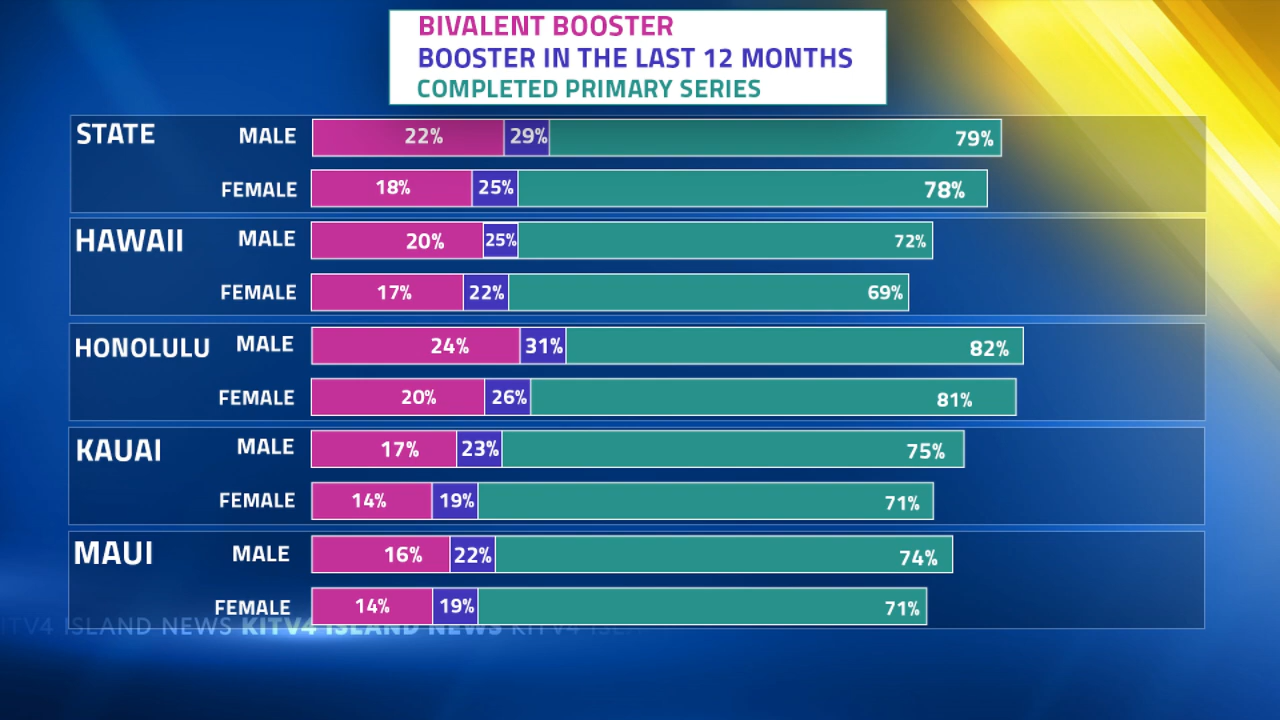 BIVALENT BOOSTER
BOOSTER IN THE LAST 12 MONTHS
COMPLETED PRIMARY SERIES
STATE MALE 22% 29% 79%
FEMALE 18% 25% 78%
HAWAII MALE 20% 25% 72%
FEMALE 17% 22% 69%
HONOLULU MALE 24% 31% 82%
FEMALE 20% 26% 81%
KAUAI MALE 17% 23% 75%
FEMALE 14% 19% 71%
MAUI MALE 16% 22% 74%
FEMALE 14% 19% 71%
ISLAND NEWS KITV4 ISLAND NEWS KITV4